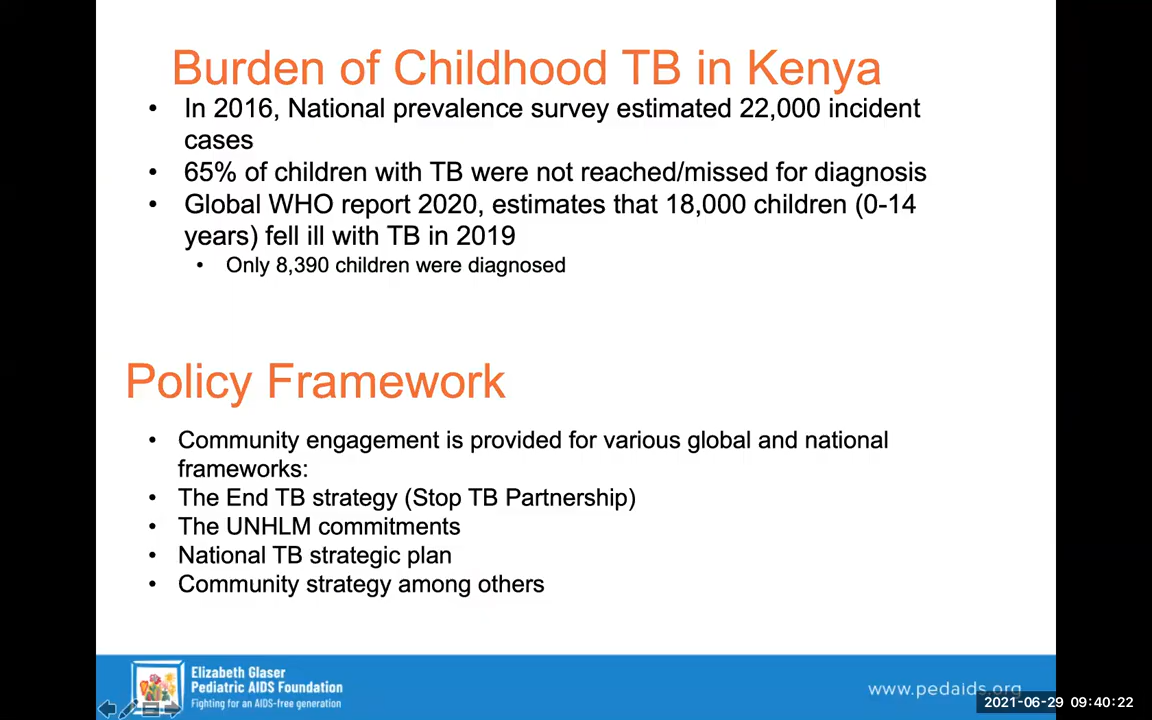 Burden of Childhood TB in Kenya
• In 2016, National prevalence survey estimated 22,000 incident
cases
• 65% of children with TB were not reached/missed for diagnosis
• Global WHO report 2020, estimates that 18,000 children (0-14
years) fell ill with TB in 2019
• Only 8,390 children were diagnosed
Policy Framework
• Community engagement is provided for various global and national
frameworks:
• The End TB strategy (Stop TB Partnership)
• The UNHLM commitments
• National TB strategic plan
• Community strategy among others
Elizabeth Glaser
Pediatric AIDS Foundation
Fighting for an AIDS-free generation
www.pedaids.org
2021-06-29 09:40:22